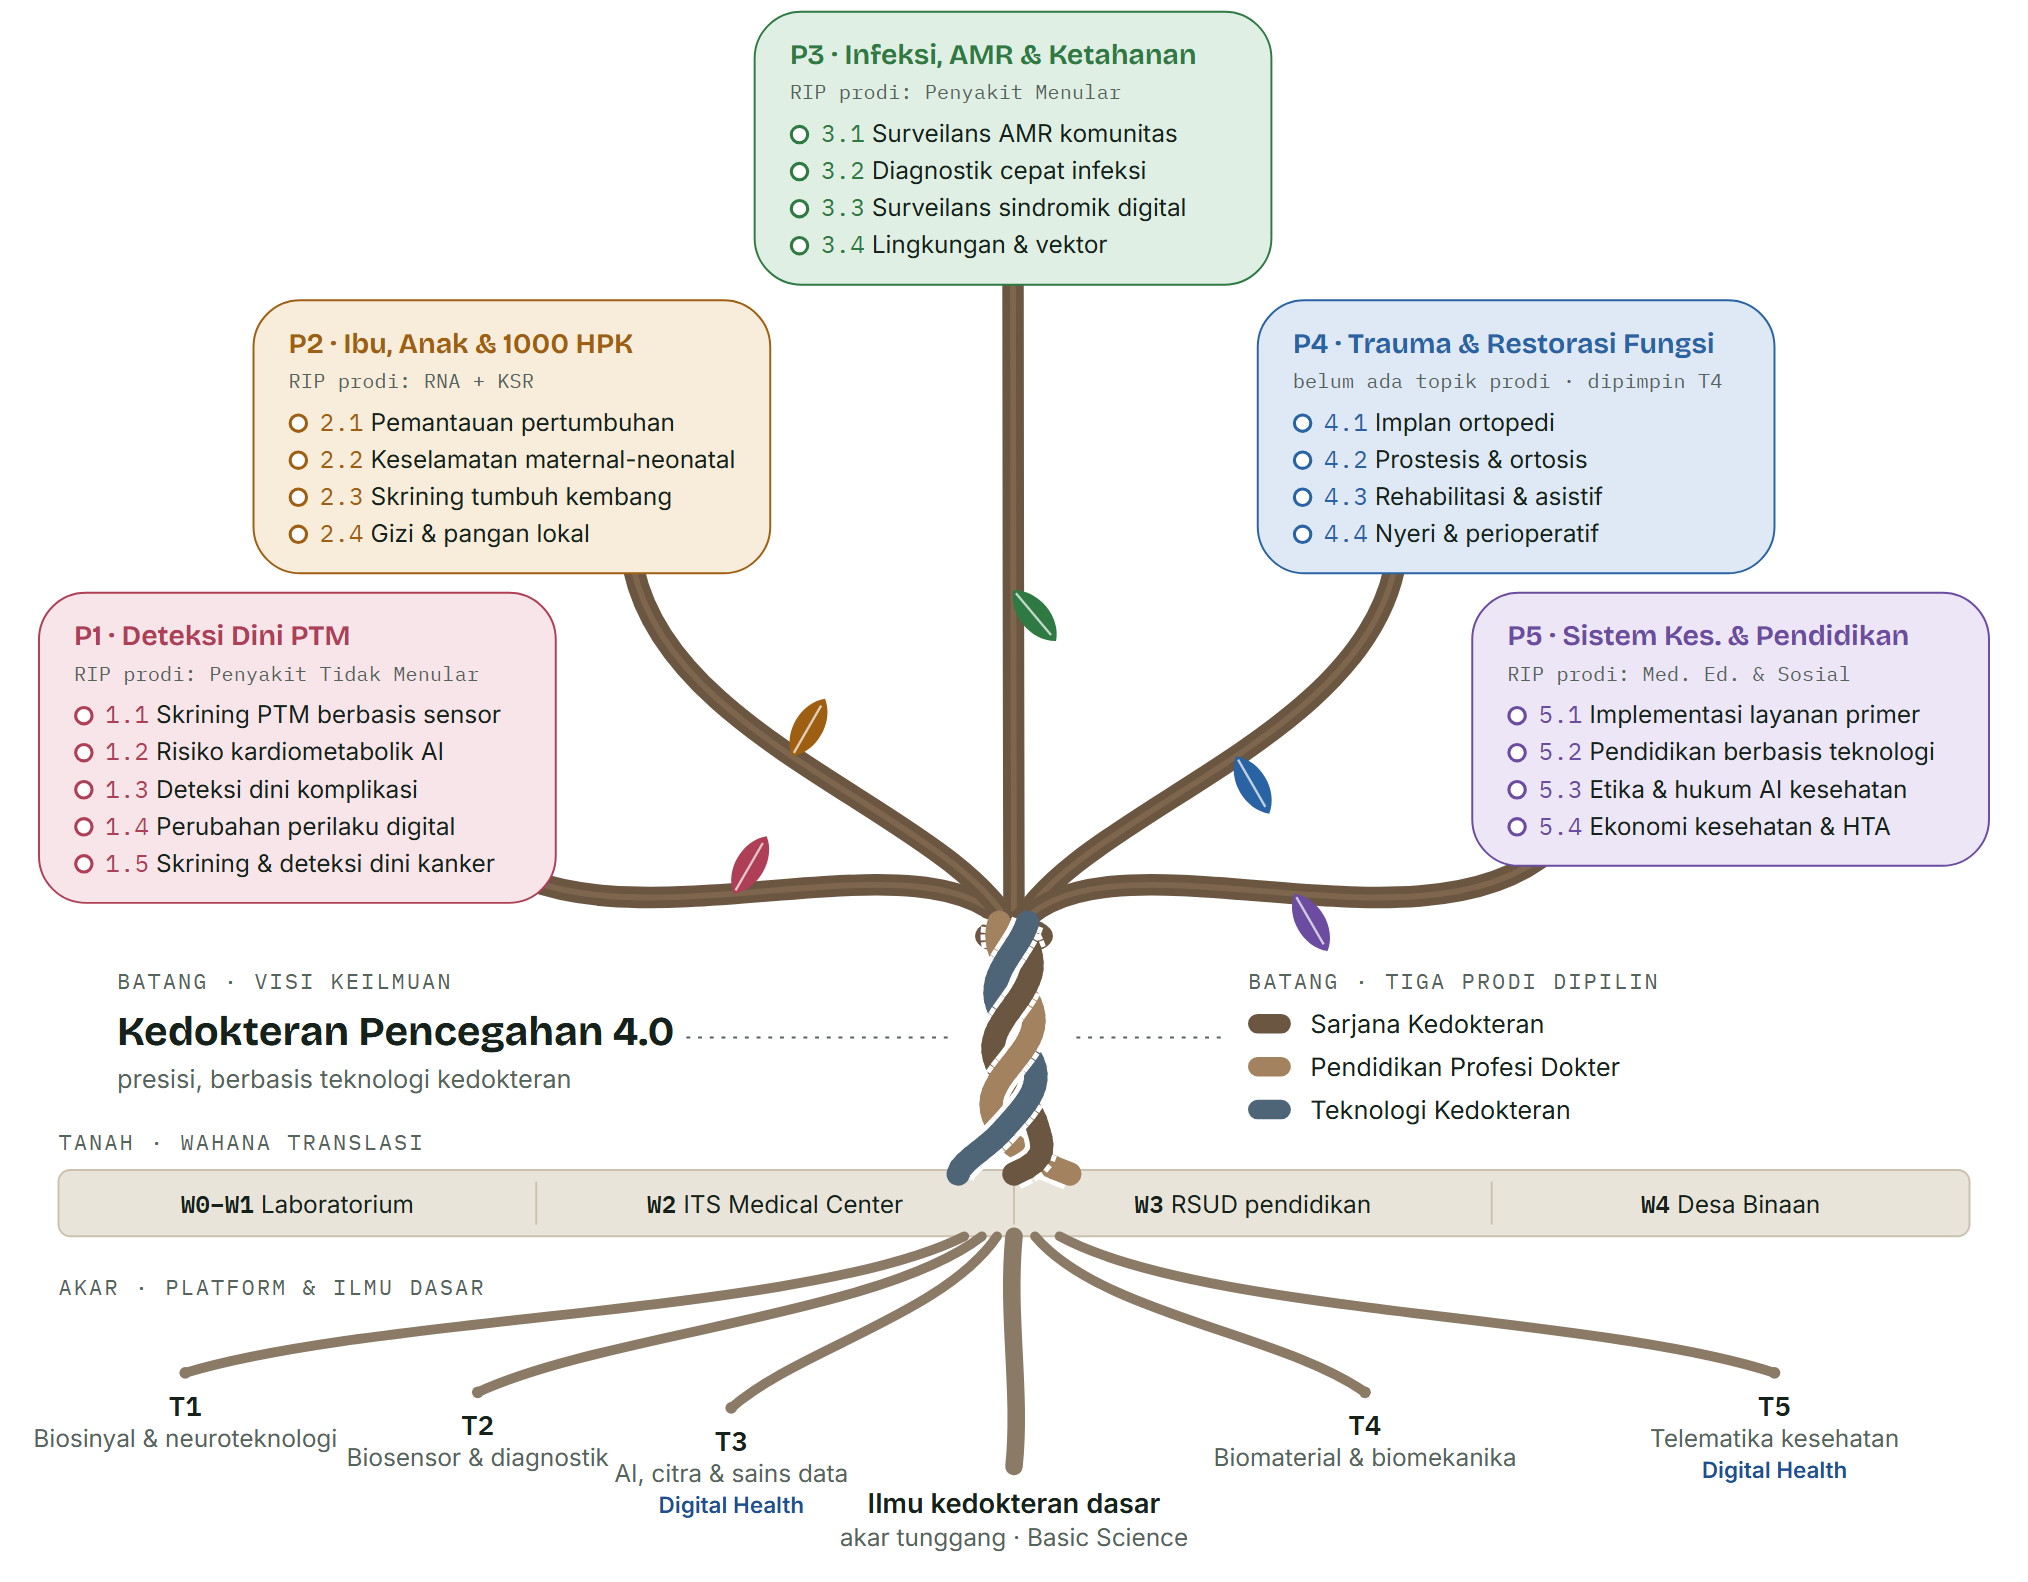 P3 · Infeksi, AMR & Ketahanan
RIP prodi: Penyakit Menular
3.1 Surveilans AMR komunitas
3.2 Diagnostik cepat infeksi
3.3 Surveilans sindromik digital
3.4 Lingkungan & vektor
P2 · Ibu, Anak & 1000 HPK
RIP prodi: RNA + KSR
2.1 Pemantauan pertumbuhan
2.2 Keselamatan maternal-neonatal
2.3 Skrining tumbuh kembang
2.4 Gizi & pangan lokal
P4 · Trauma & Restorasi Fungsi
belum ada topik prodi · dipimpin T4
4.1 Implan ortopedi
4.2 Prostesis & ortosis
4.3 Rehabilitasi & asistif
4.4 Nyeri & perioperatif
P1 · Deteksi Dini PTM
RIP prodi: Penyakit Tidak Menular
1.1 Skrining PTM berbasis sensor
1.2 Risiko kardiometabolik AI
1.3 Deteksi dini komplikasi
1.4 Perubahan perilaku digital
1.5 Skrining & deteksi dini kanker
P5 · Sistem Kes. & Pendidikan
RIP prodi: Med. Ed. & Sosial
5.1 Implementasi layanan primer
5.2 Pendidikan berbasis teknologi
5.3 Etika & hukum AI kesehatan
5.4 Ekonomi kesehatan & HTA
BATANG · VISI KEILMUAN
Kedokteran Pencegahan 4.0
presisi, berbasis teknologi kedokteran
BATANG · TIGA PRODI DIPILIN
Sarjana Kedokteran
Pendidikan Profesi Dokter
Teknologi Kedokteran
TANAH · WAHANA TRANSLASI
W0–W1 Laboratorium
W2 ITS Medical Center
W3 RSUD pendidikan
W4 Desa Binaan
AKAR · PLATFORM & ILMU DASAR
T1
Biosinyal & neuroteknologi
T2
Biosensor & diagnostik
T3
AI, citra & sains data
Digital Health
Ilmu kedokteran dasar
akar tunggang · Basic Science
T4
Biomaterial & biomekanika
T5
Telematika kesehatan
Digital Health